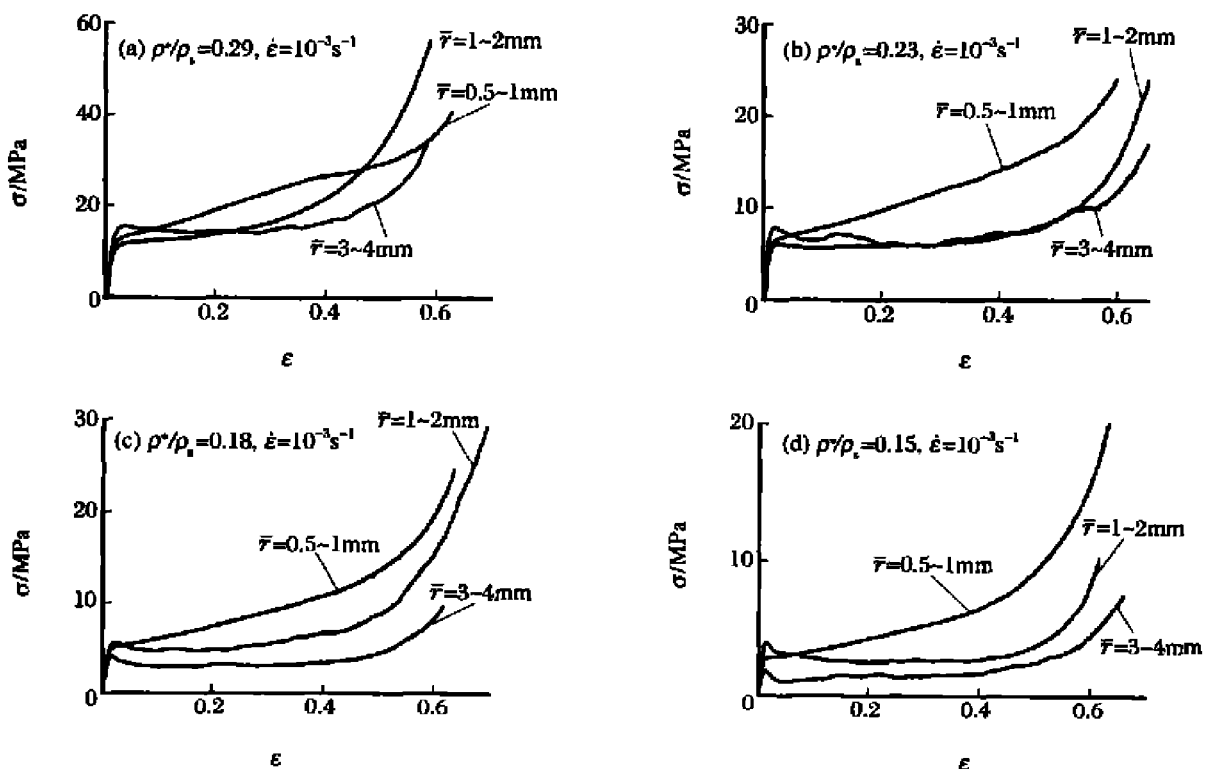 60
(a) ρ*/ρₛ=0.29, ε̇=10⁻³s⁻¹
r̄=1~2mm
r̄=0.5~1mm
40
σ/MPa
20
r̄=3~4mm
0
0.2
0.4
0.6
ε
30
(b) ρ*/ρₛ=0.23, ε̇=10⁻³s⁻¹
r̄=1~2mm
r̄=0.5~1mm
20
σ/MPa
10
r̄=3~4mm
0
0.2
0.4
0.6
ε
30
(c) ρ*/ρₛ=0.18, ε̇=10⁻³s⁻¹
r̄=1~2mm
20
σ/MPa
r̄=0.5~1mm
10
r̄=3~4mm
0
0.2
0.4
0.6
ε
20
(d) ρ*/ρₛ=0.15, ε̇=10⁻³s⁻¹
σ/MPa
10
r̄=0.5~1mm
r̄=1~2mm
r̄=3~4mm
0
0.2
0.4
0.6
ε